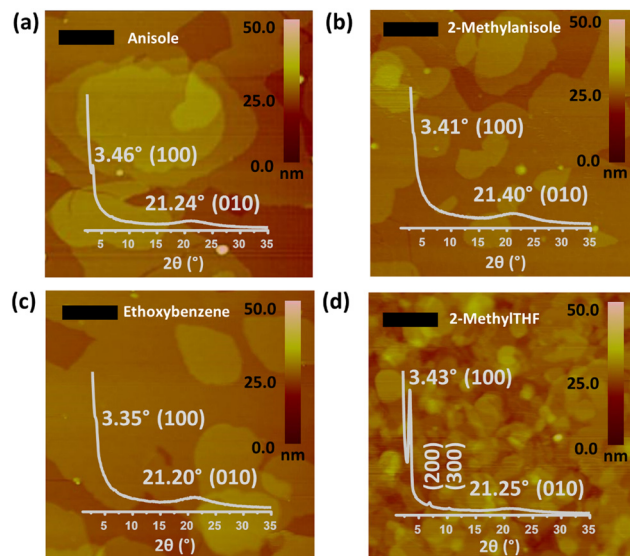 (a)
Anisole
50.0
25.0
0.0
nm
3.46° (100)
21.24° (010)
5 10 15 20 25 30 35
2θ (°)
(b)
2-Methylanisole
50.0
25.0
0.0
nm
3.41° (100)
21.40° (010)
5 10 15 20 25 30 35
2θ (°)
(c)
Ethoxybenzene
50.0
25.0
0.0
nm
3.35° (100)
21.20° (010)
5 10 15 20 25 30 35
2θ (°)
(d)
2-MethylTHF
50.0
25.0
0.0
nm
3.43° (100)
(200)
(300)
21.25° (010)
5 10 15 20 25 30 35
2θ (°)